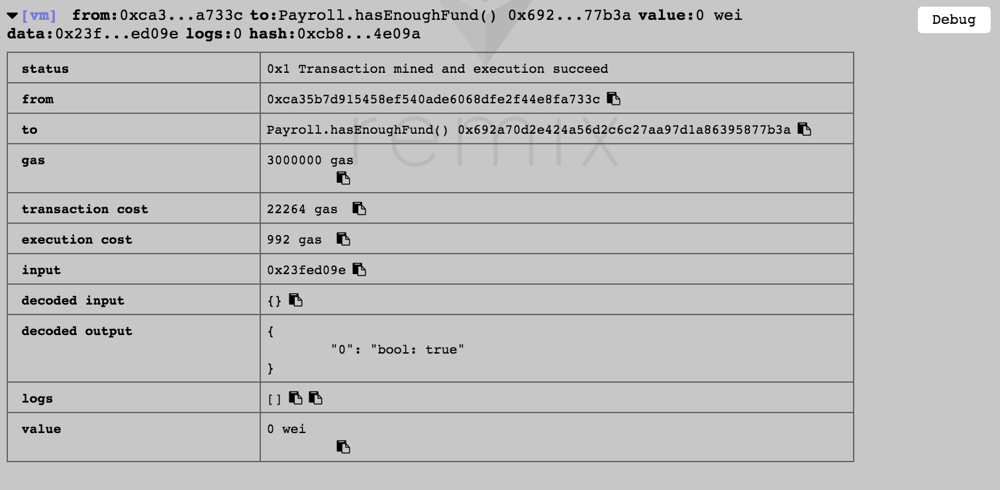 [vm] from:0xca3...a733c to:Payroll.hasEnoughFund() 0x692...77b3a value:0 wei
data:0x23f...ed09e logs:0 hash:0xcb8...4e09a
Debug
status 0x1 Transaction mined and execution succeed
from 0xca35b7d915458ef540ade6068dfe2f44e8fa733c
to Payroll.hasEnoughFund() 0x692a70d2e424a56d2c6c27aa97d1a86395877b3a
remix
gas 3000000 gas
transaction cost 22264 gas
execution cost 992 gas
input 0x23fed09e
decoded input {}
decoded output {
"0": "bool: true"
}
logs []
value 0 wei